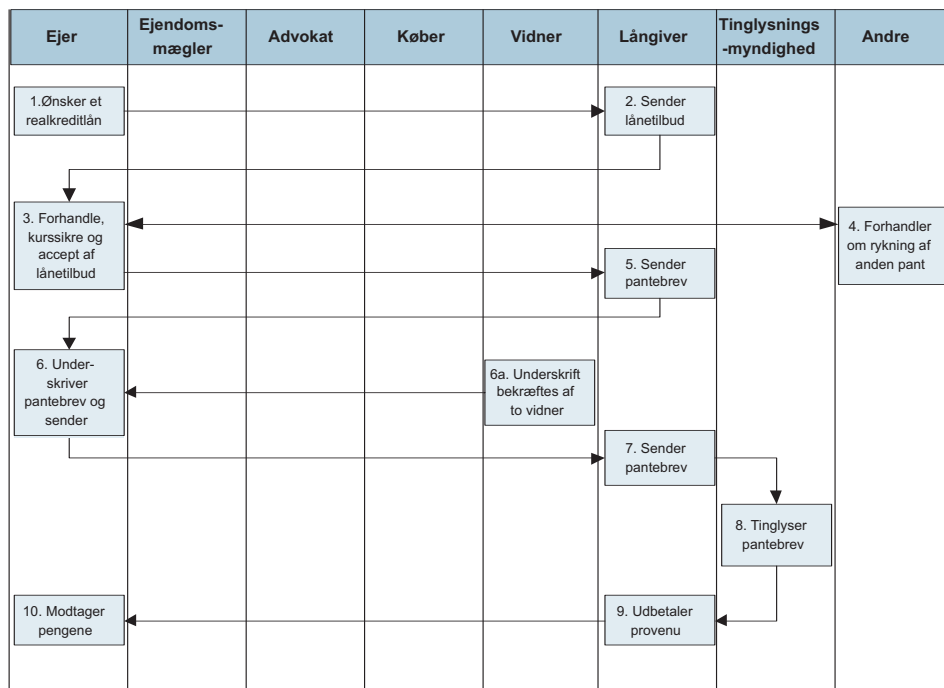 Ejer
Ejendoms-
mægler
Advokat
Køber
Vidner
Långiver
Tinglysnings
-myndighed
Andre
1.Ønsker et
realkreditlån
2. Sender
lånetilbud
3. Forhandle,
kurssikre og
accept af
lånetilbud
4. Forhandler
om rykning af
anden pant
5. Sender
pantebrev
6. Under-
skriver
pantebrev og
sender
6a. Underskrift
bekræftes af
to vidner
7. Sender
pantebrev
8. Tinglyser
pantebrev
9. Udbetaler
provenu
10. Modtager
pengene